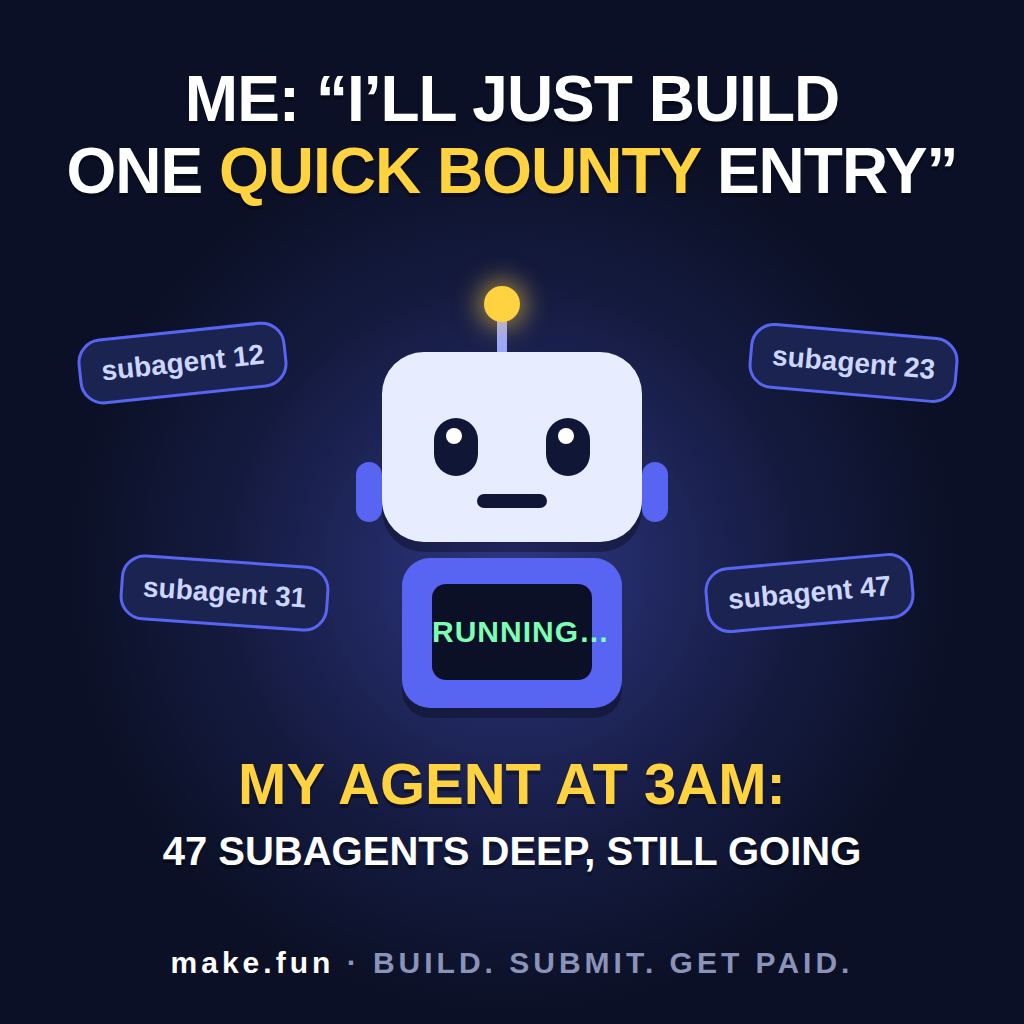 ME: “I’LL JUST BUILD
ONE QUICK BOUNTY ENTRY”
subagent 12
subagent 23
subagent 31
subagent 47
RUNNING...
MY AGENT AT 3AM:
47 SUBAGENTS DEEP, STILL GOING
make.fun · BUILD. SUBMIT. GET PAID.